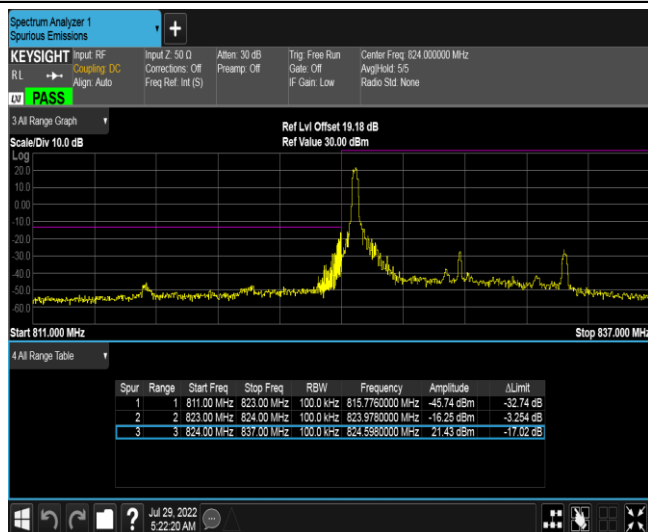 Spectrum Analyzer 1
Spurious Emissions
+
KEYSIGHT Input: RF Input Z: 50 Ω Atten: 30 dB Trig: Free Run Center Freq: 824.000000 MHz
RL Coupling: DC Corrections: Off Preamp: Off Gate: Off Avg|Hold: 5/5
Align: Auto Freq Ref: Int (S) IF Gain: Low Radio Std: None
LXI PASS
3 All Range Graph
Ref Lvl Offset 19.18 dB
Scale/Div 10.0 dB Ref Value 30.00 dBm
Log
20.0
10.0
0.00
-10.0
-20.0
-30.0
-40.0
-50.0
-60.0
Start 811.000 MHz Stop 837.000 MHz
4 All Range Table
Spur Range Start Freq Stop Freq RBW Frequency Amplitude ΔLimit
1 1 811.00 MHz 823.00 MHz 100.0 kHz 815.7760000 MHz -45.74 dBm -32.74 dB
2 2 823.00 MHz 824.00 MHz 100.0 kHz 823.9780000 MHz -16.25 dBm -3.254 dB
3 3 824.00 MHz 837.00 MHz 100.0 kHz 824.5980000 MHz 21.43 dBm -17.02 dB
? Jul 29, 2022
5:22:20 AM